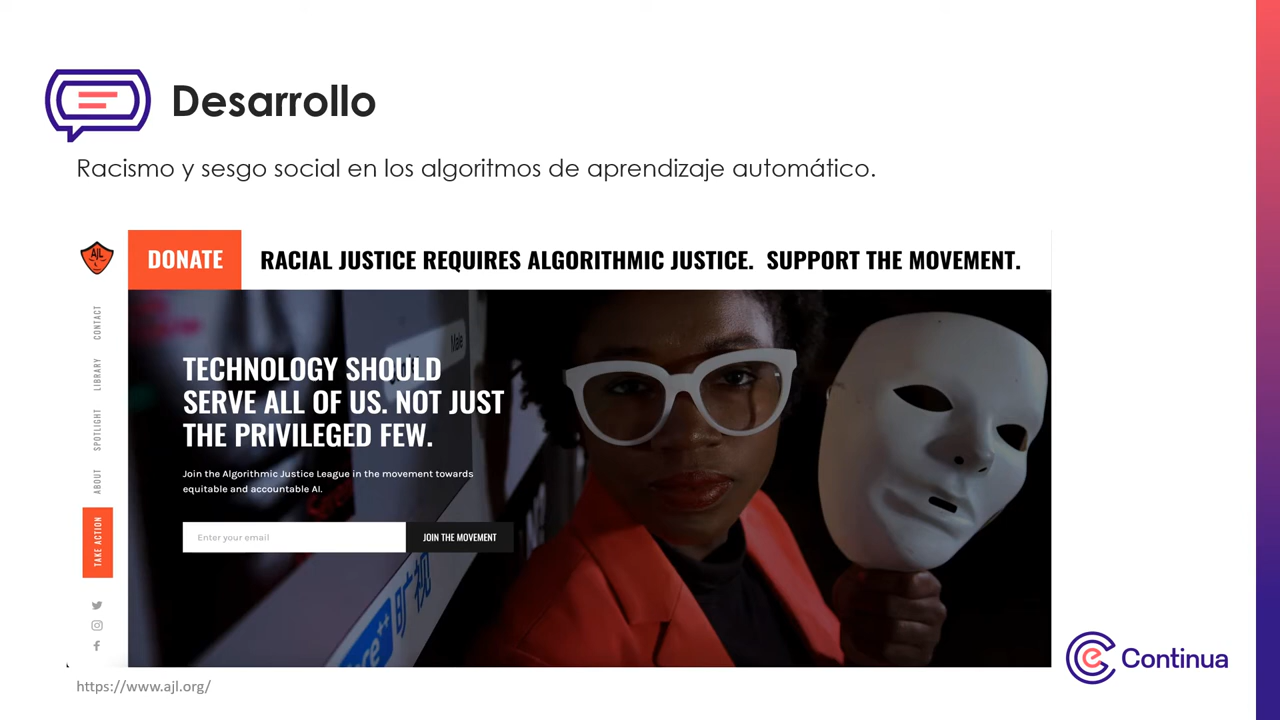 Desarrollo
Racismo y sesgo social en los algoritmos de aprendizaje automático.
AJL
DONATE
RACIAL JUSTICE REQUIRES ALGORITHMIC JUSTICE. SUPPORT THE MOVEMENT.
CONTACT
LIBRARY
SPOTLIGHT
ABOUT
TAKE ACTION
Male
TECHNOLOGY SHOULD
SERVE ALL OF US. NOT JUST
THE PRIVILEGED FEW.
Join the Algorithmic Justice League in the movement towards
equitable and accountable AI.
Enter your email
JOIN THE MOVEMENT
https://www.ajl.org/
Continua